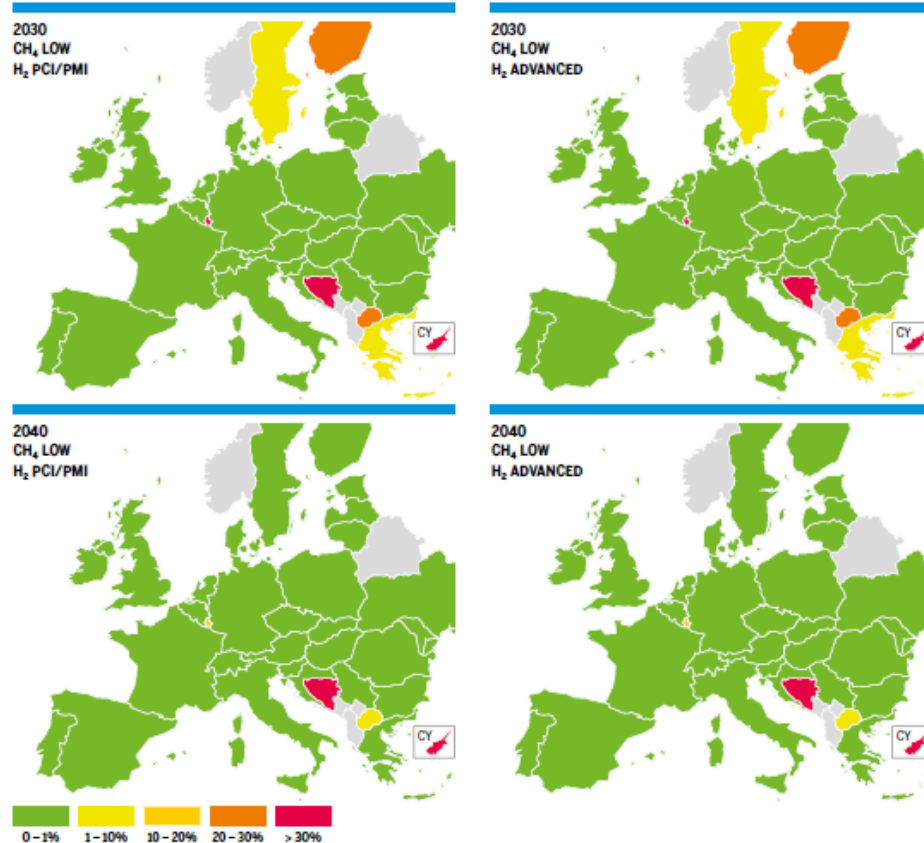 2030
CH₄ LOW
H₂ PCI/PMI
CY
2030
CH₄ LOW
H₂ ADVANCED
CY
2040
CH₄ LOW
H₂ PCI/PMI
CY
2040
CH₄ LOW
H₂ ADVANCED
CY
0–1% 1–10% 10–20% 20–30% >30%